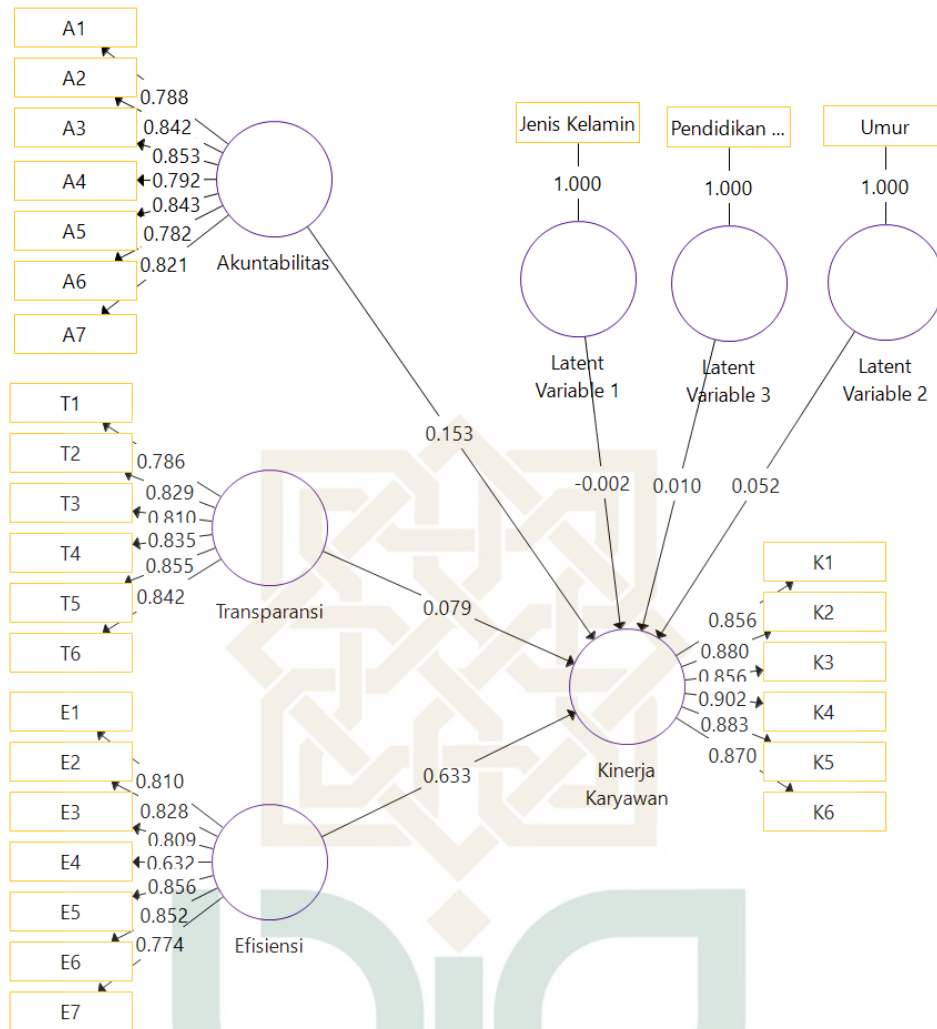 A1
A2
A3
A4
A5
A6
A7
0.788
0.842
0.853
0.792
0.843
0.782
0.821
Akuntabilitas
Jenis Kelamin
Pendidikan ...
Umur
1.000
1.000
1.000
Latent
Variable 1
Latent
Variable 3
Latent
Variable 2
0.153
-0.002
0.010
0.052
T1
T2
T3
T4
T5
T6
0.786
0.829
0.810
0.835
0.855
0.842
Transparansi
0.079
E1
E2
E3
E4
E5
E6
E7
0.810
0.828
0.809
0.632
0.856
0.852
0.774
Efisiensi
0.633
Kinerja
Karyawan
0.856
0.880
0.856
0.902
0.883
0.870
K1
K2
K3
K4
K5
K6